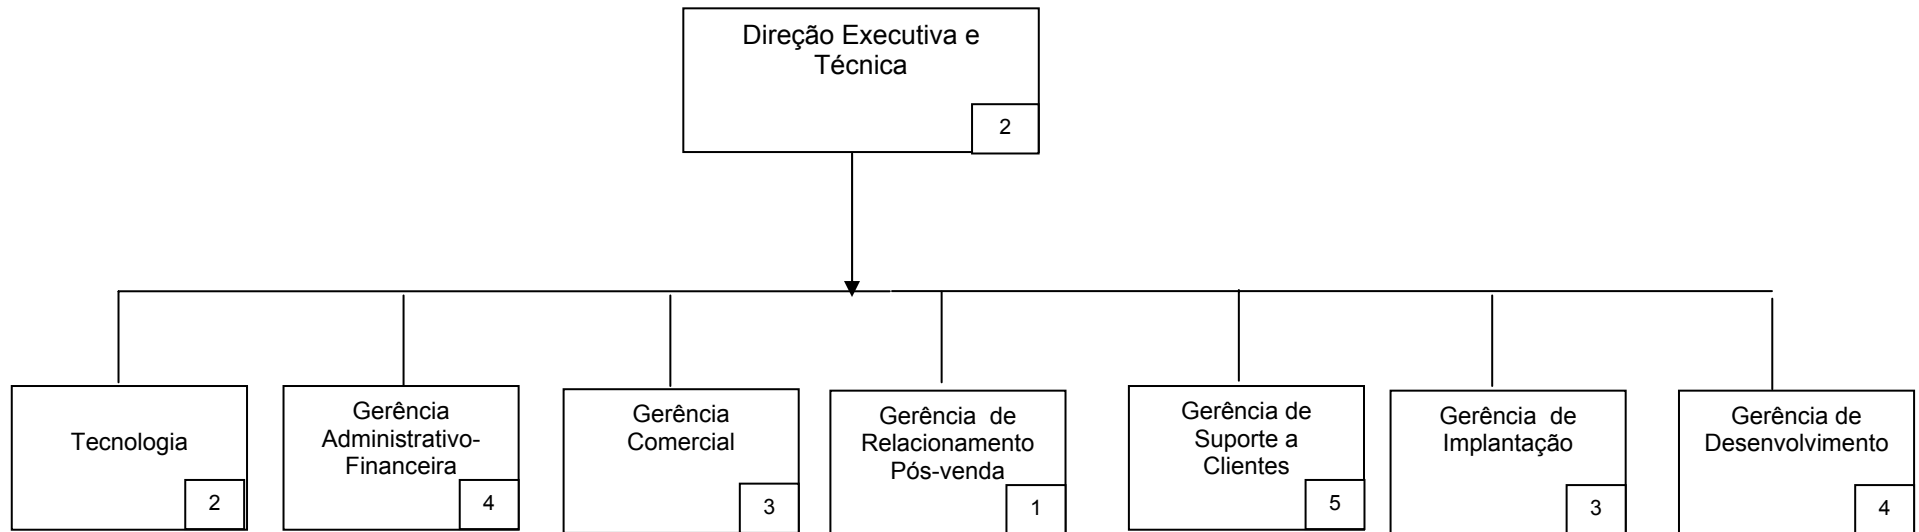 Direção Executiva e
Técnica
2
Tecnologia
2
Gerência
Administrativo-
Financeira
4
Gerência
Comercial
3
Gerência de
Relacionamento
Pós-venda
1
Gerência de
Suporte a
Clientes
5
Gerência de
Implantação
3
Gerência de
Desenvolvimento
4